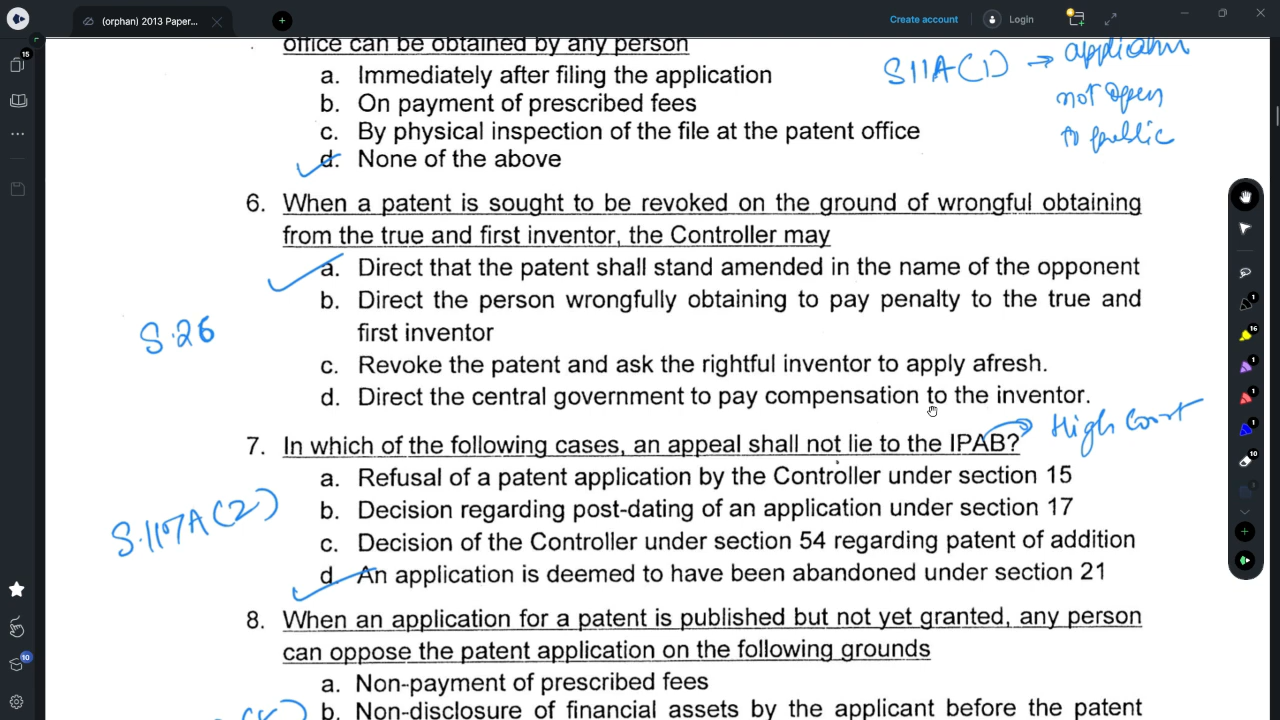 (orphan) 2013 Paper...
Create account
Login
15
office can be obtained by any person
a. Immediately after filing the application
b. On payment of prescribed fees
c. By physical inspection of the file at the patent office
d. None of the above
S11A(1) → application
not open
to public
6. When a patent is sought to be revoked on the ground of wrongful obtaining
from the true and first inventor, the Controller may
a. Direct that the patent shall stand amended in the name of the opponent
b. Direct the person wrongfully obtaining to pay penalty to the true and
first inventor
c. Revoke the patent and ask the rightful inventor to apply afresh.
d. Direct the central government to pay compensation to the inventor.
S.26
7. In which of the following cases, an appeal shall not lie to the IPAB?
High Court
a. Refusal of a patent application by the Controller under section 15
b. Decision regarding post-dating of an application under section 17
c. Decision of the Controller under section 54 regarding patent of addition
d. An application is deemed to have been abandoned under section 21
S.117A(2)
8. When an application for a patent is published but not yet granted, any person
can oppose the patent application on the following grounds
a. Non-payment of prescribed fees
b. Non-disclosure of financial assets by the applicant before the patent
1
16
1
1
1
10
10